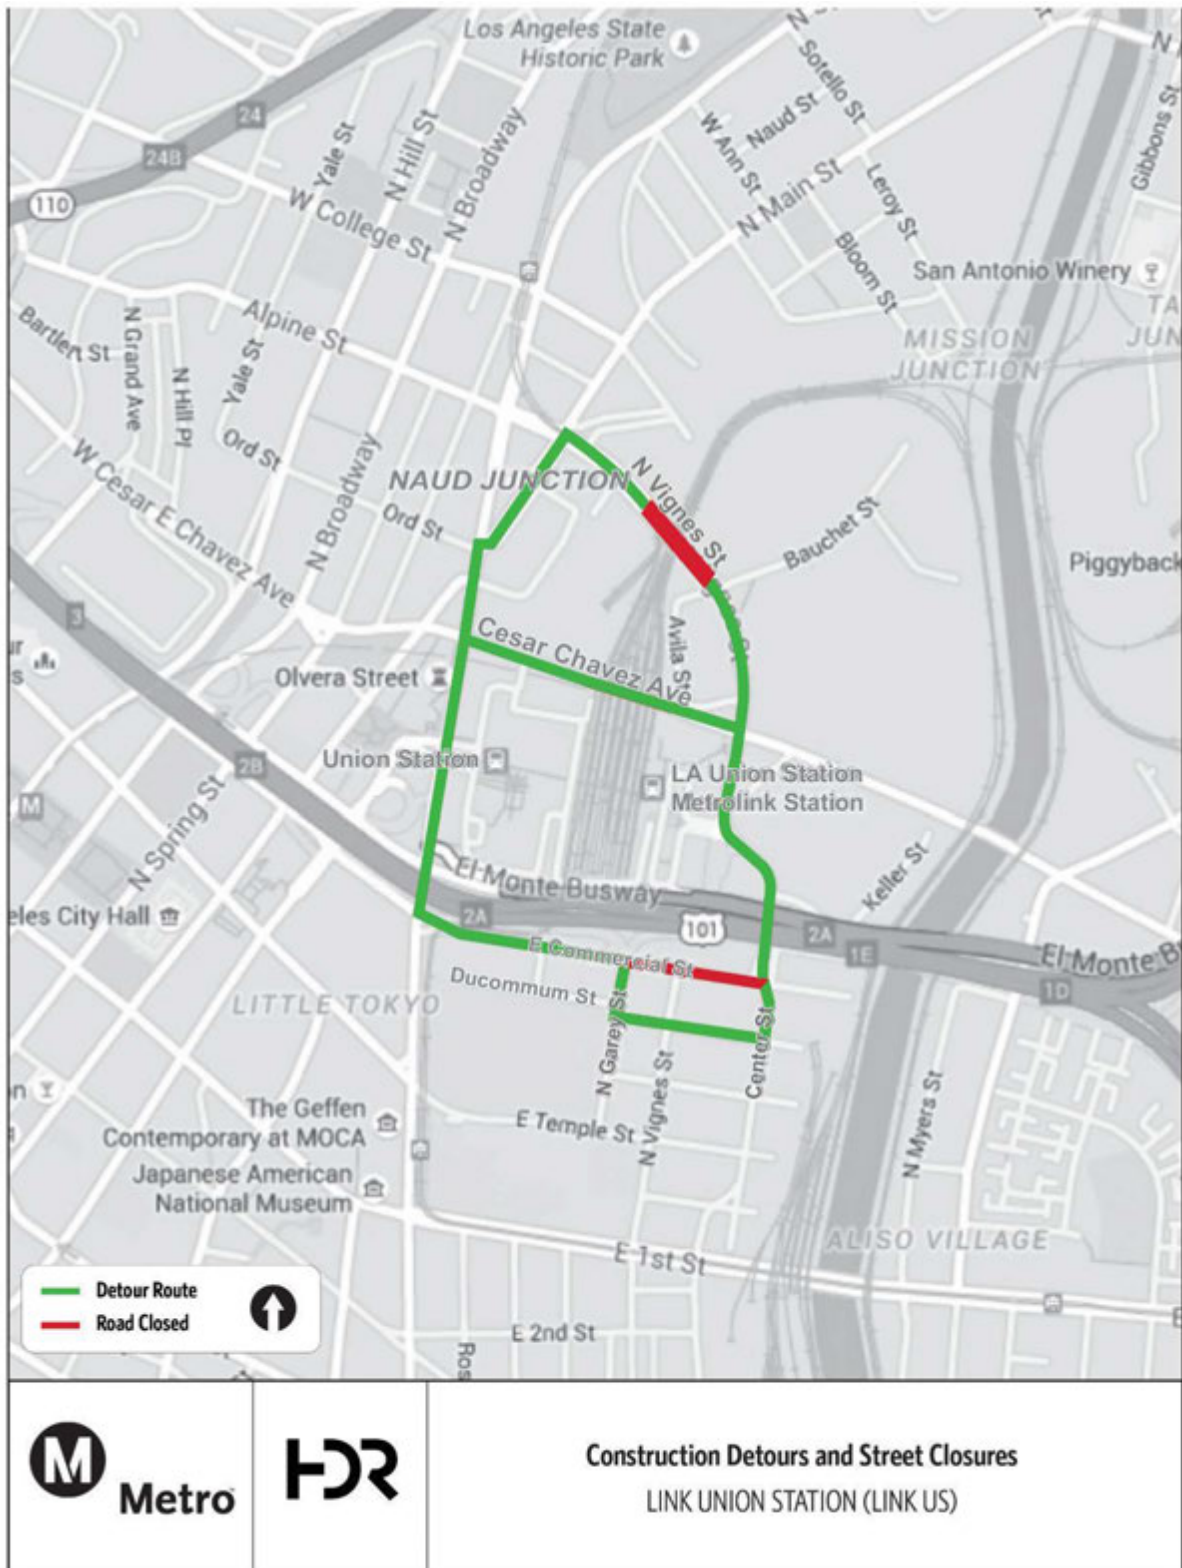 Los Angeles State
Historic Park
N Sotello St
Naud St
W Ann St
N Main St
Leroy St
Bloom St
Gibbons St
San Antonio Winery
MISSION
JUNCTION
24
24B
110
Yale St
N Hill St
N Broadway
W College St
Alpine St
Bartlett St
N Grand Ave
N Hill Pl
Yale St
Ord St
W Cesar E Chavez Ave
N Broadway
Ord St
NAUD JUNCTION
N Vignes St
Bauchet St
Piggyback
3
Avila St
Cesar Chavez Ave
Olvera Street
Union Station
LA Union Station
Metrolink Station
2B
M
N Spring St
El Monte Busway
Keller St
eles City Hall
2A
101
2A
1E
El Monte B
1D
E Commercial St
Ducommum St
LITTLE TOKYO
N Garey St
Center St
N Vignes St
E Temple St
N Myers St
The Geffen
Contemporary at MOCA
Japanese American
National Museum
ALISO VILLAGE
E 1st St
E 2nd St
Ros
Detour Route
Road Closed
M Metro
HDR
Construction Detours and Street Closures
LINK UNION STATION (LINK US)